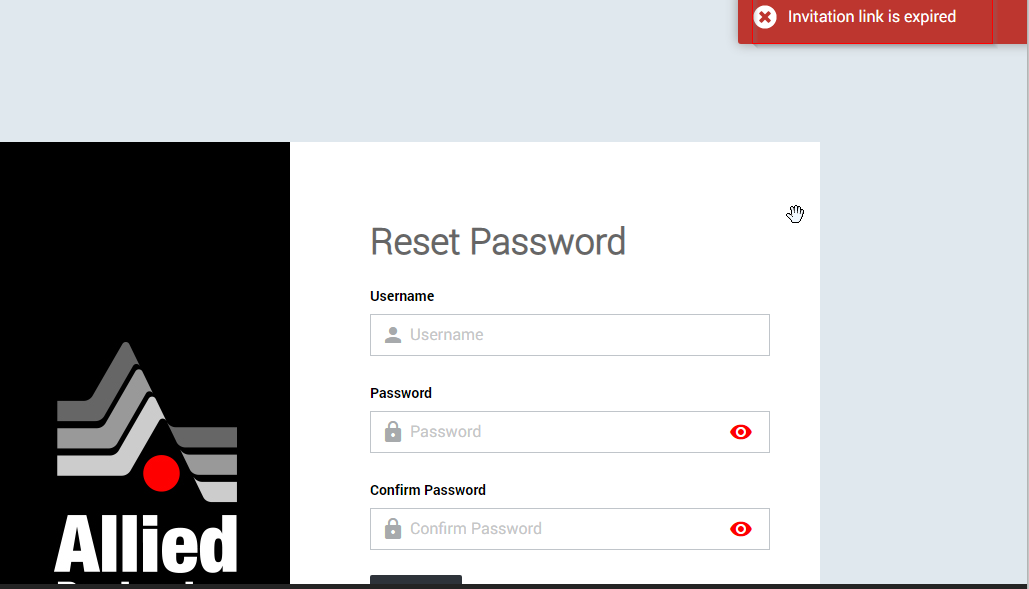 Invitation link is expired
Reset Password
Username
Username
Password
Password
Confirm Password
Confirm Password
Allied